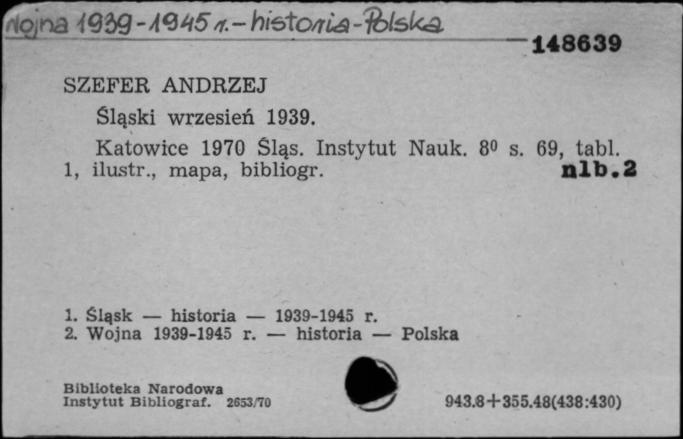 Wojna 1939-1945 r.-historia-Polska
148639
SZEFER ANDRZEJ
Śląski wrzesień 1939.
Katowice 1970 Śląs. Instytut Nauk. 8⁰ s. 69, tabl.
1, ilustr., mapa, bibliogr. nlb.2
1. Śląsk — historia — 1939-1945 r.
2. Wojna 1939-1945 r. — historia — Polska
Biblioteka Narodowa
Instytut Bibliograf. 2653/70
943.8+355.48(438:430)